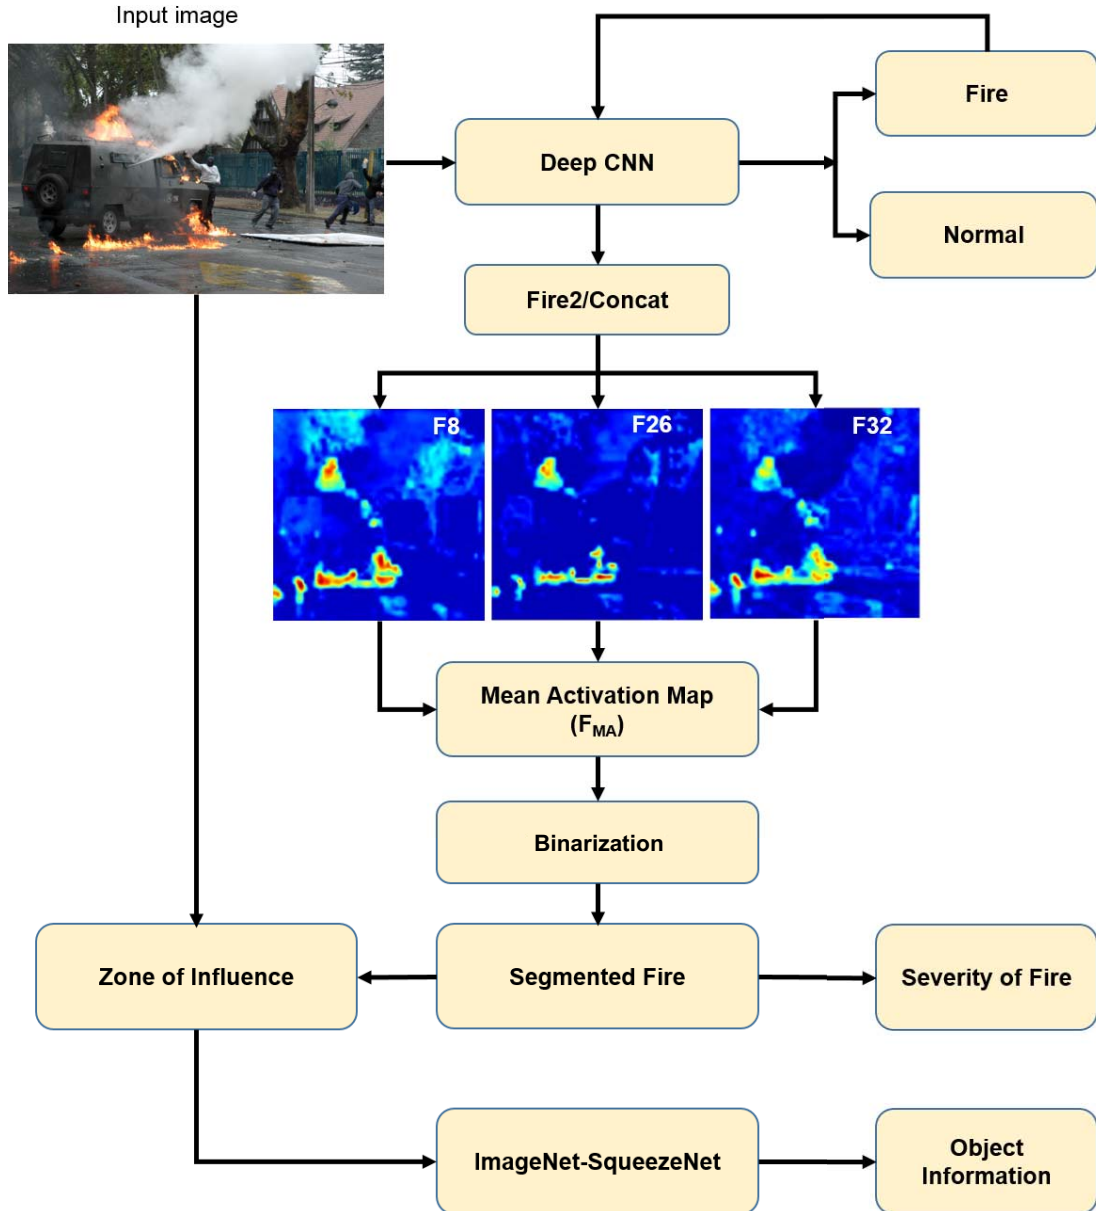 Input image
Fire
Deep CNN
Normal
Fire2/Concat
F8
F26
F32
Mean Activation Map
(FMA)
Binarization
Zone of Influence
Segmented Fire
Severity of Fire
ImageNet-SqueezeNet
Object
Information